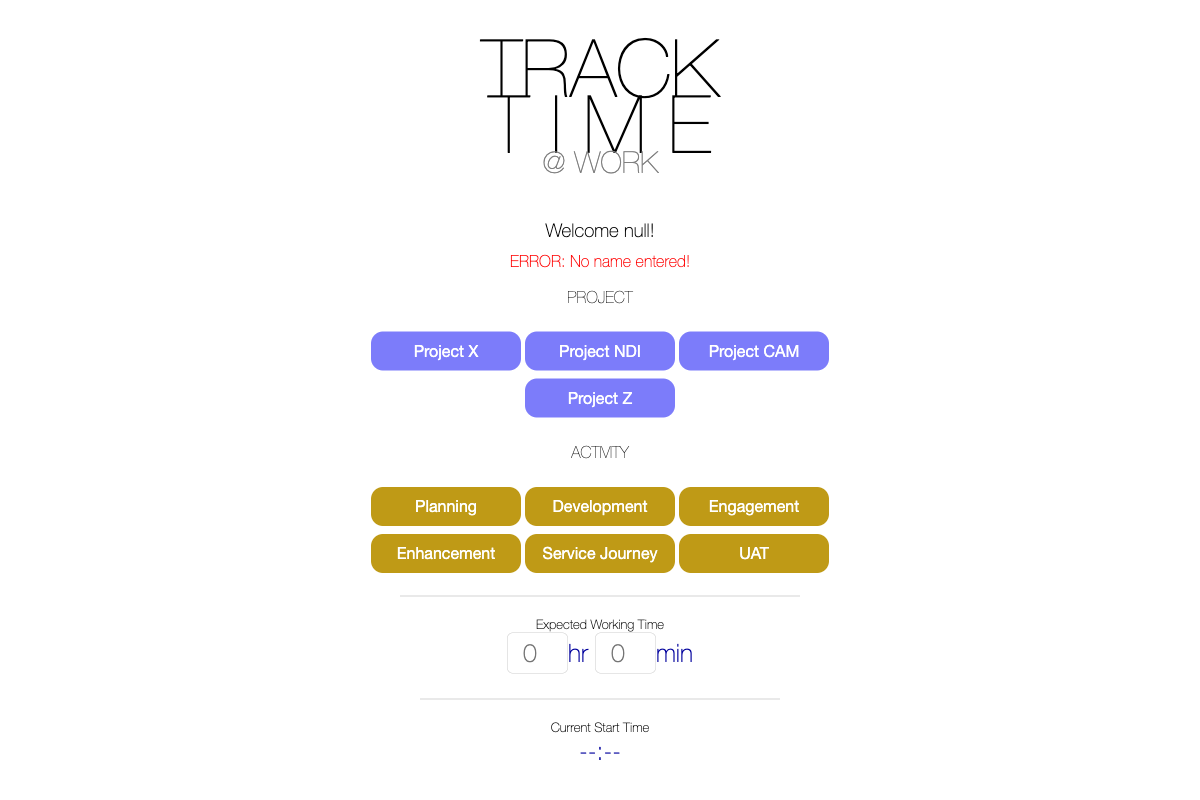 TRACK
TIME
@ WORK
Welcome null!
ERROR: No name entered!
PROJECT
Project X Project NDI Project CAM
Project Z
ACTIVITY
Planning Development Engagement
Enhancement Service Journey UAT
Expected Working Time
0 hr 0 min
Current Start Time
--:--